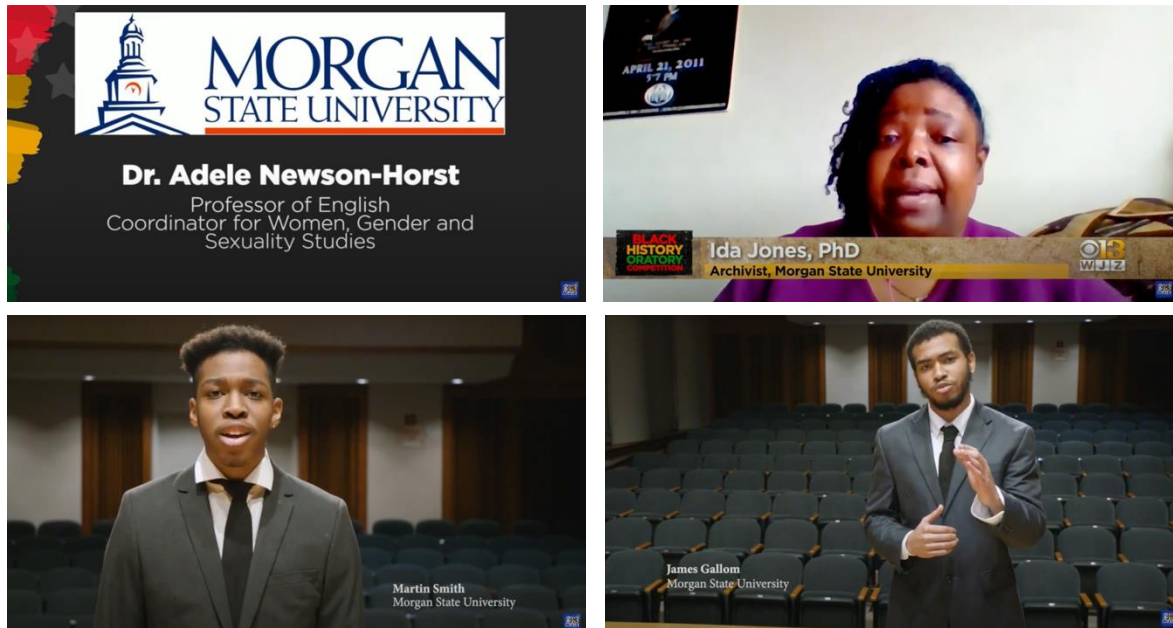 MORGAN
STATE UNIVERSITY
Dr. Adele Newson-Horst
Professor of English
Coordinator for Women, Gender and
Sexuality Studies
APRIL 21, 2011
5-7 PM
BLACK
HISTORY
ORATORY
COMPETITION
Ida Jones, PhD
Archivist, Morgan State University
13
WJZ
Martin Smith
Morgan State University
James Gallom
Morgan State University